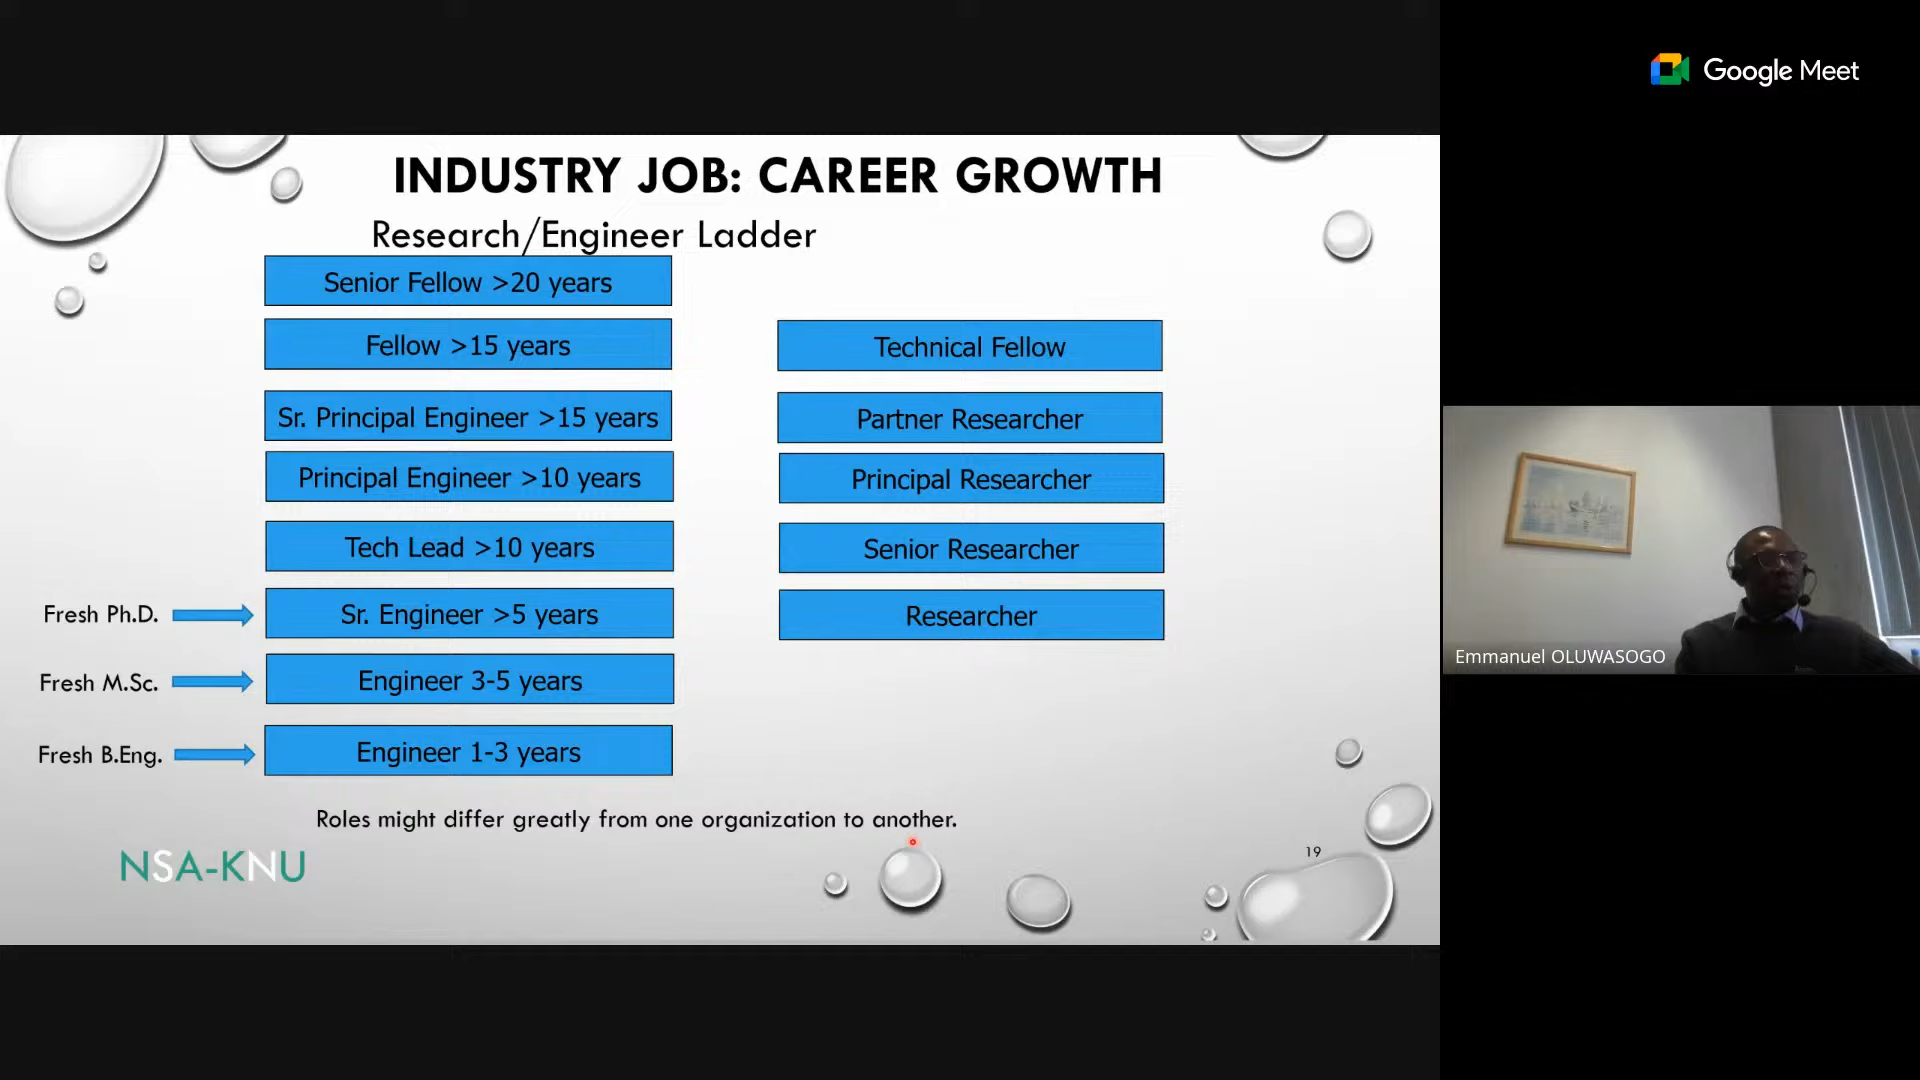 Google Meet
INDUSTRY JOB: CAREER GROWTH
Research/Engineer Ladder
Senior Fellow >20 years
Fellow >15 years
Technical Fellow
Sr. Principal Engineer >15 years
Partner Researcher
Principal Engineer >10 years
Principal Researcher
Tech Lead >10 years
Senior Researcher
Fresh Ph.D.
Sr. Engineer >5 years
Researcher
Fresh M.Sc.
Engineer 3-5 years
Fresh B.Eng.
Engineer 1-3 years
Roles might differ greatly from one organization to another.
NSA-KNU
19
Emmanuel OLUWASOGO